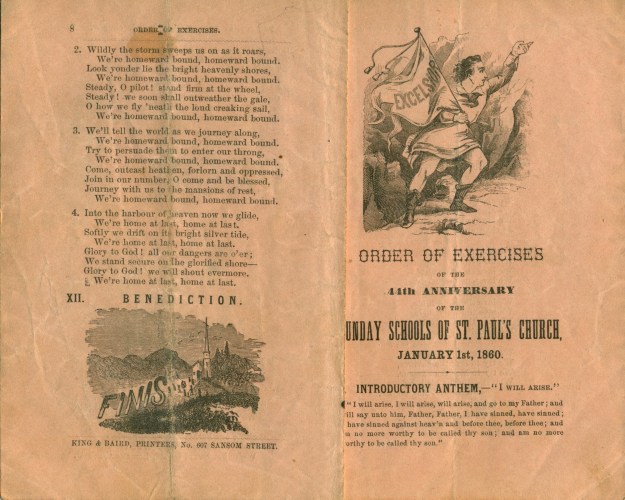 8 ORDER OF EXERCISES.
2. Wildly the storm sweeps us on as it roars,
We're homeward bound, homeward bound.
Look yonder lie the bright heavenly shores,
We're homeward bound, homeward bound.
Steady, O pilot! stand firm at the wheel,
Steady! we soon shall outweather the gale,
O how we fly 'neath the loud creaking sail,
We're homeward bound, homeward bound.
3. We'll tell the world as we journey along,
We're homeward bound, homeward bound.
Try to persuade them to enter our throng,
We're homeward bound, homeward bound.
Come, outcast heathen, forlorn and oppressed,
Join in our number, O come and be blessed,
Journey with us to the mansions of rest,
We're homeward bound, homeward bound.
4. Into the harbour of heaven now we glide,
We're home at last, home at last.
Softly we drift on its bright silver tide,
We're home at last, home at last.
Glory to God! all our dangers are o'er;
We stand secure on the glorified shore—
Glory to God! we will shout evermore,
We're home at last, home at last.
XII. BENEDICTION.
FINIS
KING & BAIRD, PRINTERS, No. 607 SANSOM STREET.
EXCELSIOR
ORDER OF EXERCISES
OF THE
44th ANNIVERSARY
OF THE
UNDAY SCHOOLS OF ST. PAUL'S CHURCH,
JANUARY 1st, 1860.
INTRODUCTORY ANTHEM,—"I WILL ARISE."
"I will arise, I will arise, will arise, and go to my Father; and
ill say unto him, Father, Father, I have sinned, have sinned;
have sinned against heav'n and before thee, before thee; and
no more worthy to be called thy son; and am no more
orthy to be called thy son."